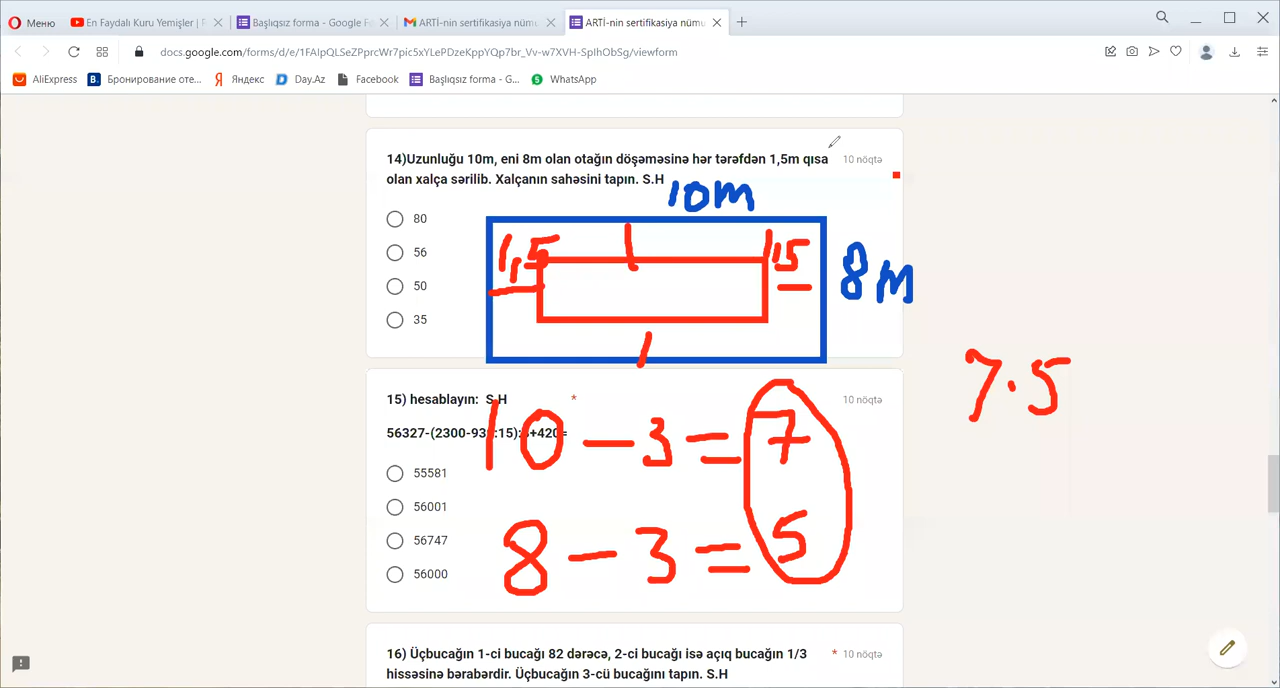 Меню
En Faydalı Kuru Yemişler |
Başlıqsız forma - Google Fo
ARTİ-nin sertifikasiya nümu
ARTİ-nin sertifikasiya nümu
docs.google.com/forms/d/e/1FAIpQLSeZPprcWr7pic5xYLePDzeKppYQp7br_Vv-w7XVH-SpIhObSg/viewform
AliExpress
Бронирование оте...
Яндекс
Day.Az
Facebook
Başlıqsız forma - G...
WhatsApp
14)Uzunluğu 10m, eni 8m olan otağın döşəməsinə hər tərəfdən 1,5m qısa
10 nöqtə
olan xalça sərilib. Xalçanın sahəsini tapın. S.H
10m
80
56
50
35
1,5
1,5
8m
7·5
15) hesablayın: S.H *
10 nöqtə
10-3=7
55581
56001
56747
56000
8-3=5
16) Üçbucağın 1-ci bucağı 82 dərəcə, 2-ci bucağı isə açıq bucağın 1/3 *
10 nöqtə
hissəsinə bərabərdir. Üçbucağın 3-cü bucağını tapın. S.H